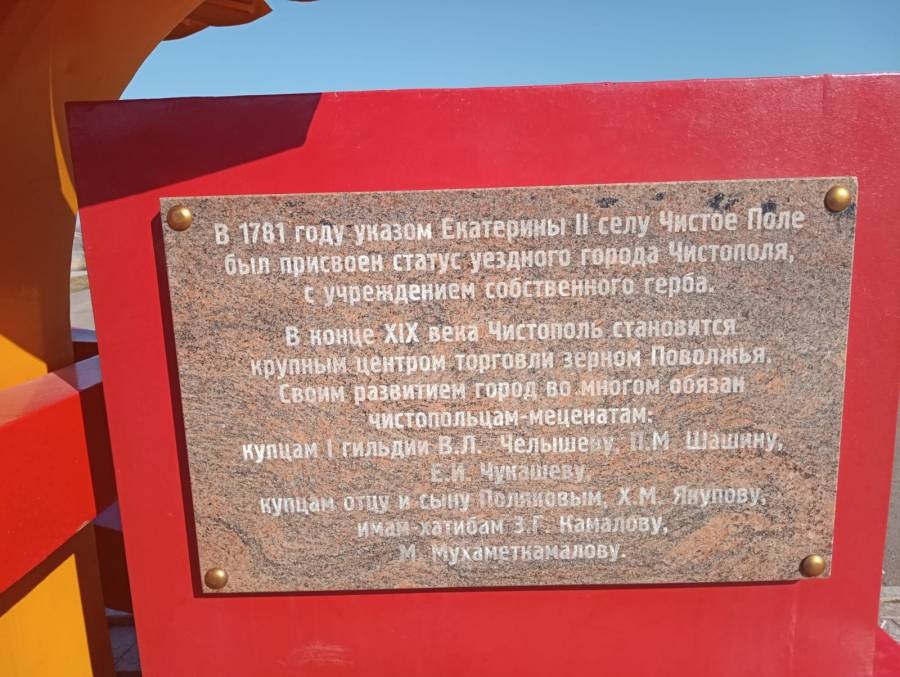 В 1781 году указом Екатерины II селу Чистое Поле
был присвоен статус уездного города Чистополя,
с учреждением собственного герба.
В конце XIX века Чистополь становится
крупным центром торговли зерном Поволжья.
Своим развитием город во многом обязан
чистопольцам-меценатам:
купцам I гильдии В.Л. Челышеву, П.М Шашину,
Е.И. Чукашеву,
купцам отцу и сыну Поляковым, Х.М. Якупову,
имам-хатибам З.Г. Камалову,
М. Мухаметкамалову.